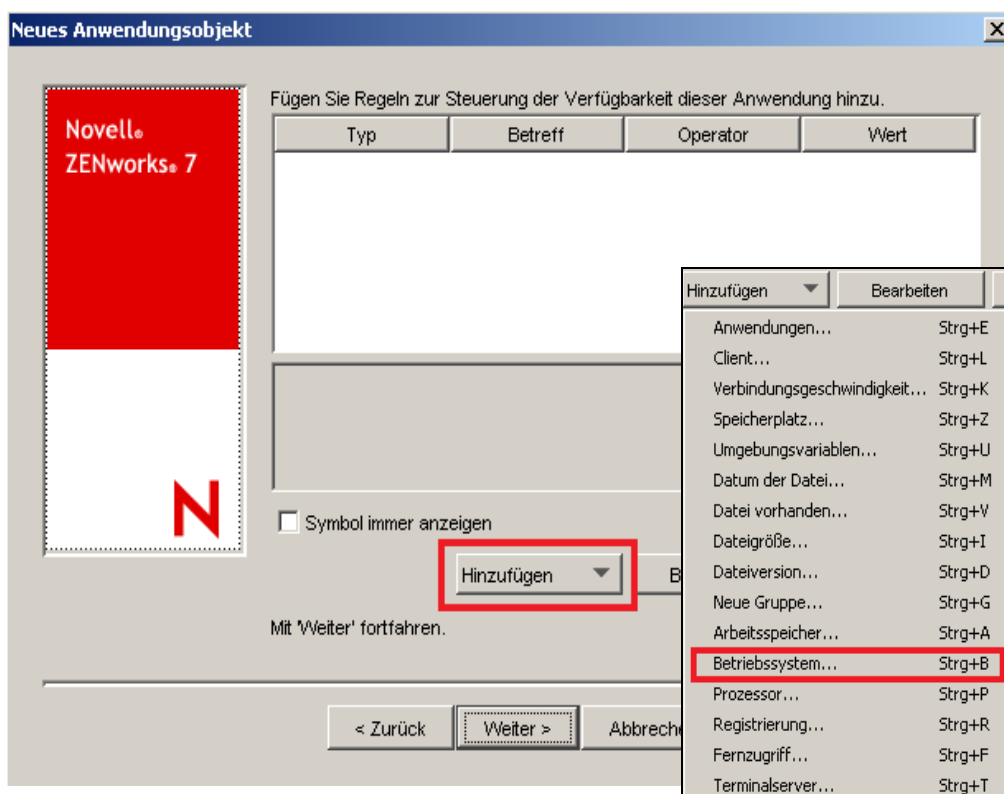 Neues Anwendungsobjekt
Novell®
ZENworks® 7
N
Fügen Sie Regeln zur Steuerung der Verfügbarkeit dieser Anwendung hinzu.
Typ Betreff Operator Wert
Symbol immer anzeigen
Hinzufügen B
Mit 'Weiter' fortfahren.
< Zurück Weiter > Abbreche
Hinzufügen Bearbeiten
Anwendungen... Strg+E
Client... Strg+L
Verbindungsgeschwindigkeit... Strg+K
Speicherplatz... Strg+Z
Umgebungsvariablen... Strg+U
Datum der Datei... Strg+M
Datei vorhanden... Strg+V
Dateigröße... Strg+I
Dateiversion... Strg+D
Neue Gruppe... Strg+G
Arbeitsspeicher... Strg+A
Betriebssystem... Strg+B
Prozessor... Strg+P
Registrierung... Strg+R
Fernzugriff... Strg+F
Terminalserver... Strg+T